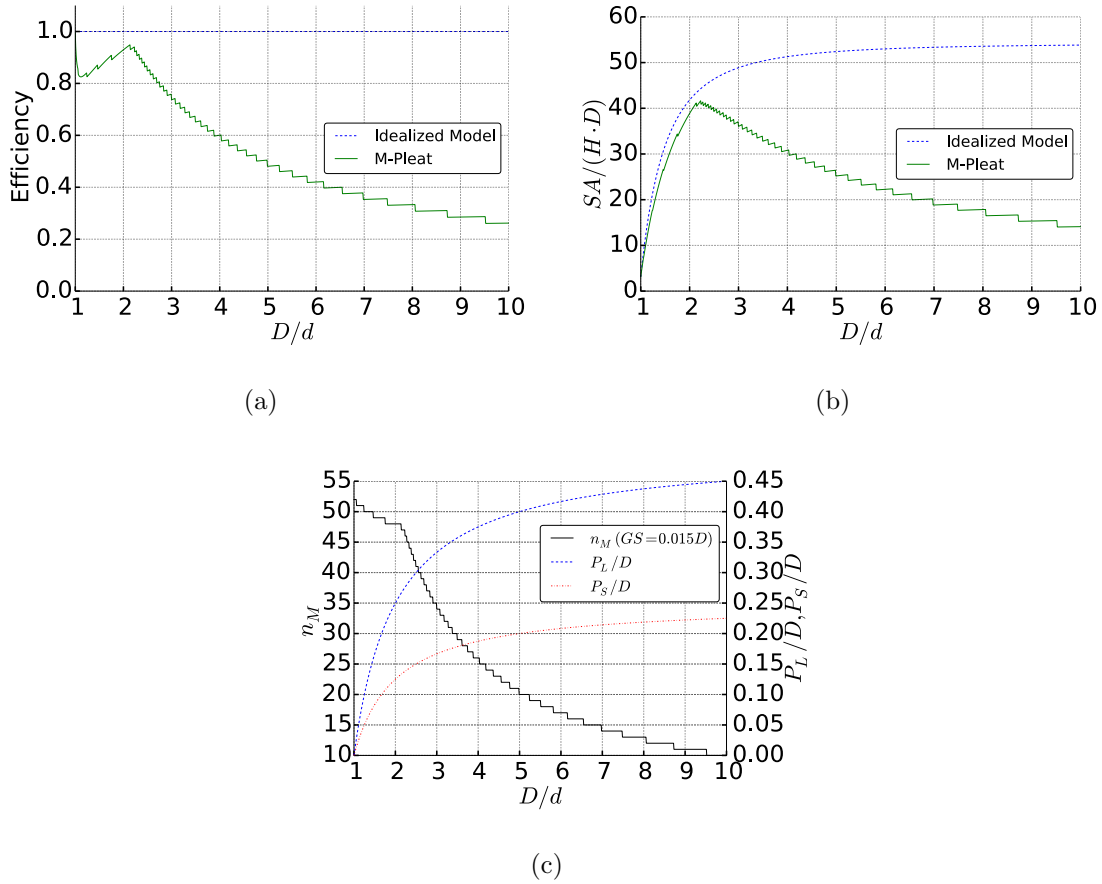 1.0
0.8
0.6
0.4
0.2
0.0
Efficiency
Idealized Model
M-Pleat
1 2 3 4 5 6 7 8 9 10
D/d
(a)
60
50
40
30
20
10
0
SA/(H·D)
Idealized Model
M-Pleat
1 2 3 4 5 6 7 8 9 10
D/d
(b)
55
50
45
40
35
30
25
20
15
10
n_M
n_M (GS=0.015D)
P_L/D
P_S/D
0.45
0.40
0.35
0.30
0.25
0.20
0.15
0.10
0.05
0.00
P_L/D,P_S/D
1 2 3 4 5 6 7 8 9 10
D/d
(c)